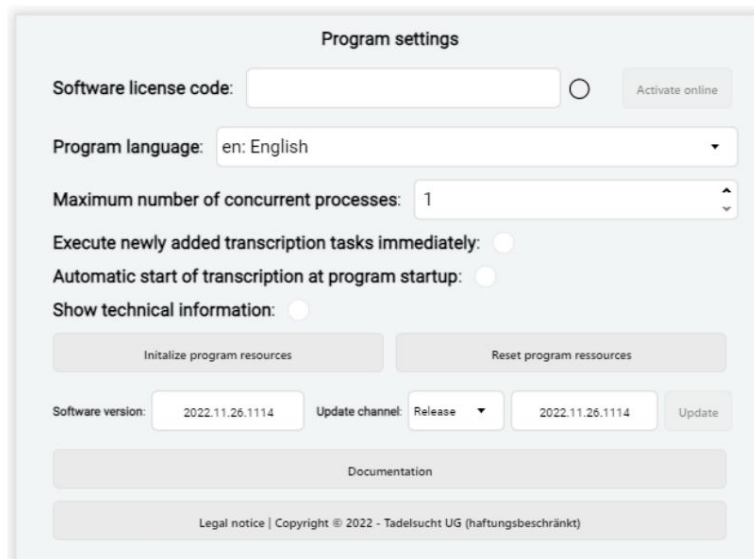 Program settings
Software license code: Activate online
Program language: en: English
Maximum number of concurrent processes: 1
Execute newly added transcription tasks immediately:
Automatic start of transcription at program startup:
Show technical information:
Initalize program resources Reset program ressources
Software version: 2022.11.26.1114 Update channel: Release 2022.11.26.1114 Update
Documentation
Legal notice | Copyright © 2022 - Tadelsucht UG (haftungsbeschränkt)